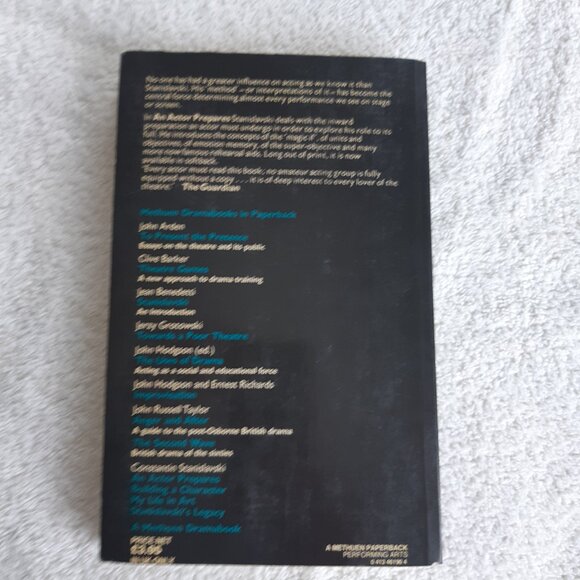 No one has had a greater influence on acting as we know it than
Stanislavski. His 'method' – or interpretations of it – has become the
central force determining almost every performance we see on stage
or screen.
In An Actor Prepares Stanislavski deals with the inward
preparation an actor must undergo in order to explore his role to its
full. He introduces the concepts of the 'magic if', of units and
objectives, of emotion memory, of the super-objective and many
more now famous rehearsal aids. Long out of print, it is now
available in softback.
'Every actor must read this book; no amateur acting group is fully
equipped without a copy . . . it is of deep interest to every lover of the
theatre.' The Guardian
Methuen Dramabooks in Paperback
John Arden
To Present the Pretence
Essays on the theatre and its public
Clive Barker
Theatre Games
A new approach to drama training
Jean Benedetti
Stanislavski
An introduction
Jerzy Grotowski
Towards a Poor Theatre
John Hodgson (ed.)
The Uses of Drama
Acting as a social and educational force
John Hodgson and Ernest Richards
Improvisation
John Russell Taylor
Anger and After
A guide to the post-Osborne British drama
The Second Wave
British drama of the sixties
Constantin Stanislavski
An Actor Prepares
Building a Character
My Life in Art
Stanislavski's Legacy
A Methuen Dramabook
PRICE NET
£3.95
IN UK ONLY
A METHUEN PAPERBACK
PERFORMING ARTS
0 413 46190 4